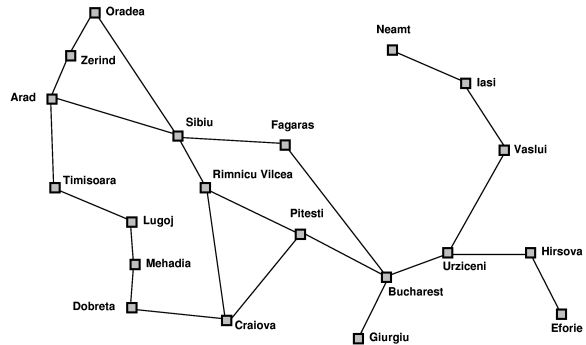 Oradea
Neamt
Zerind
Iasi
Arad
Sibiu
Fagaras
Vaslui
Timisoara
Rimnicu Vilcea
Lugoj
Pitesti
Mehadia
Hirsova
Urziceni
Bucharest
Dobreta
Craiova
Eforie
Giurgiu